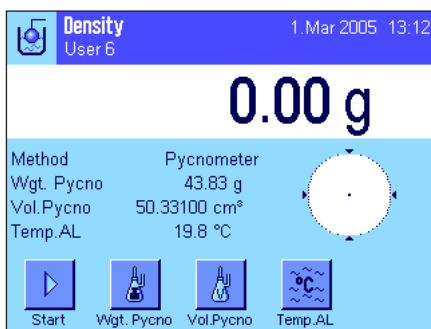 Density 1.Mar 2005 13:12
User 6
0.00 g
Method Pycnometer
Wgt. Pycno 43.83 g
Vol.Pycno 50.33100 cm³
Temp.AL 19.8 °C
°C
Start Wgt. Pycno Vol.Pycno Temp.AL